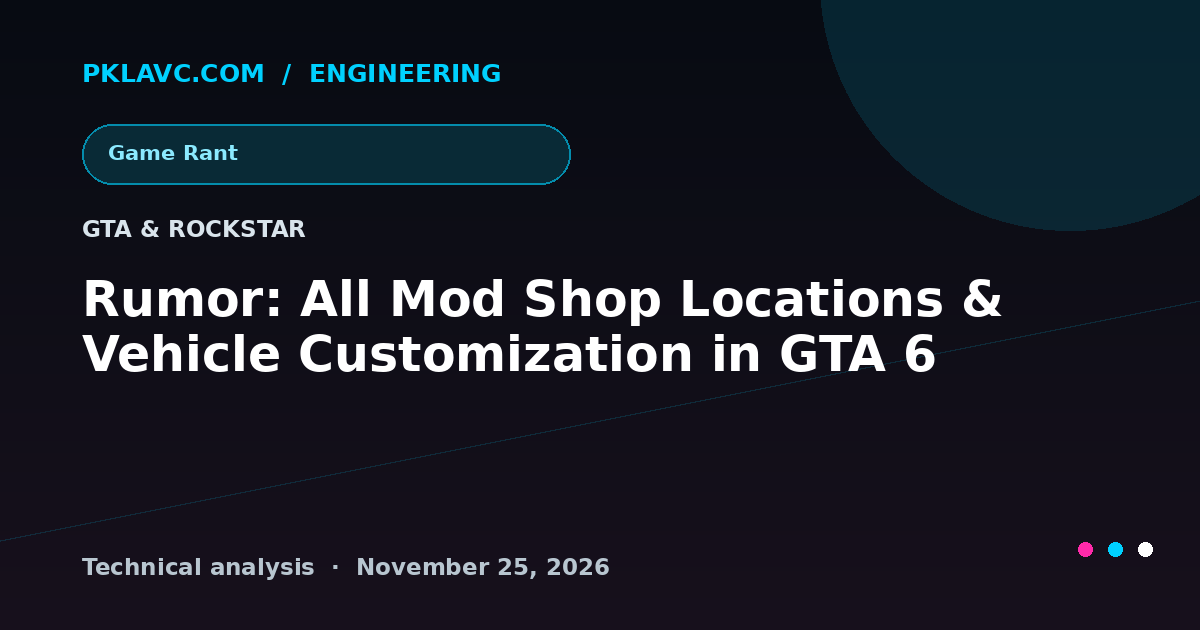 PKLAVC.COM / ENGINEERING
Game Rant
GTA & ROCKSTAR
Rumor: All Mod Shop Locations &
Vehicle Customization in GTA 6
Technical analysis · November 25, 2026